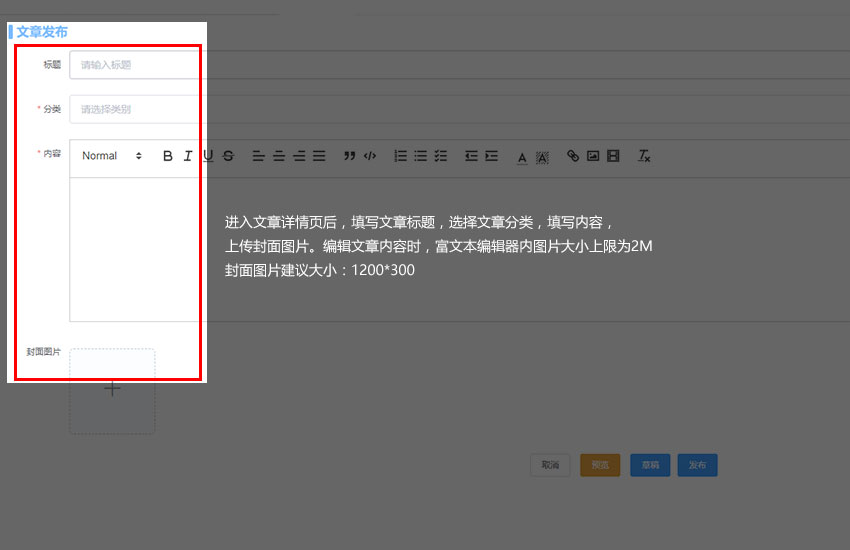 文章发布
标题
请输入标题
* 分类
请选择类别
* 内容
Normal
进入文章详情页后，填写文章标题，选择文章分类，填写内容，
上传封面图片。编辑文章内容时，富文本编辑器内图片大小上限为2M
封面图片建议大小：1200*300
封面图片
取消 预览 草稿 发布